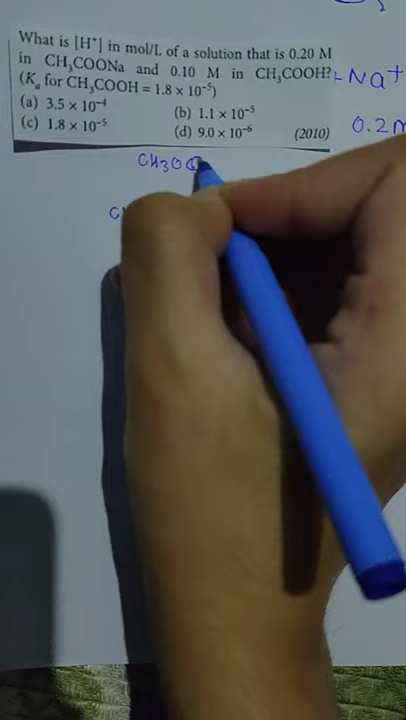 What is [H⁺] in mol/L of a solution that is 0.20 M
in CH₃COONa and 0.10 M in CH₃COOH?
(Kₐ for CH₃COOH = 1.8 × 10⁻⁵)
(a) 3.5 × 10⁻⁴ (b) 1.1 × 10⁻⁵
(c) 1.8 × 10⁻⁵ (d) 9.0 × 10⁻⁶ (2010)
+ Na⁺
0.2
CH₃O